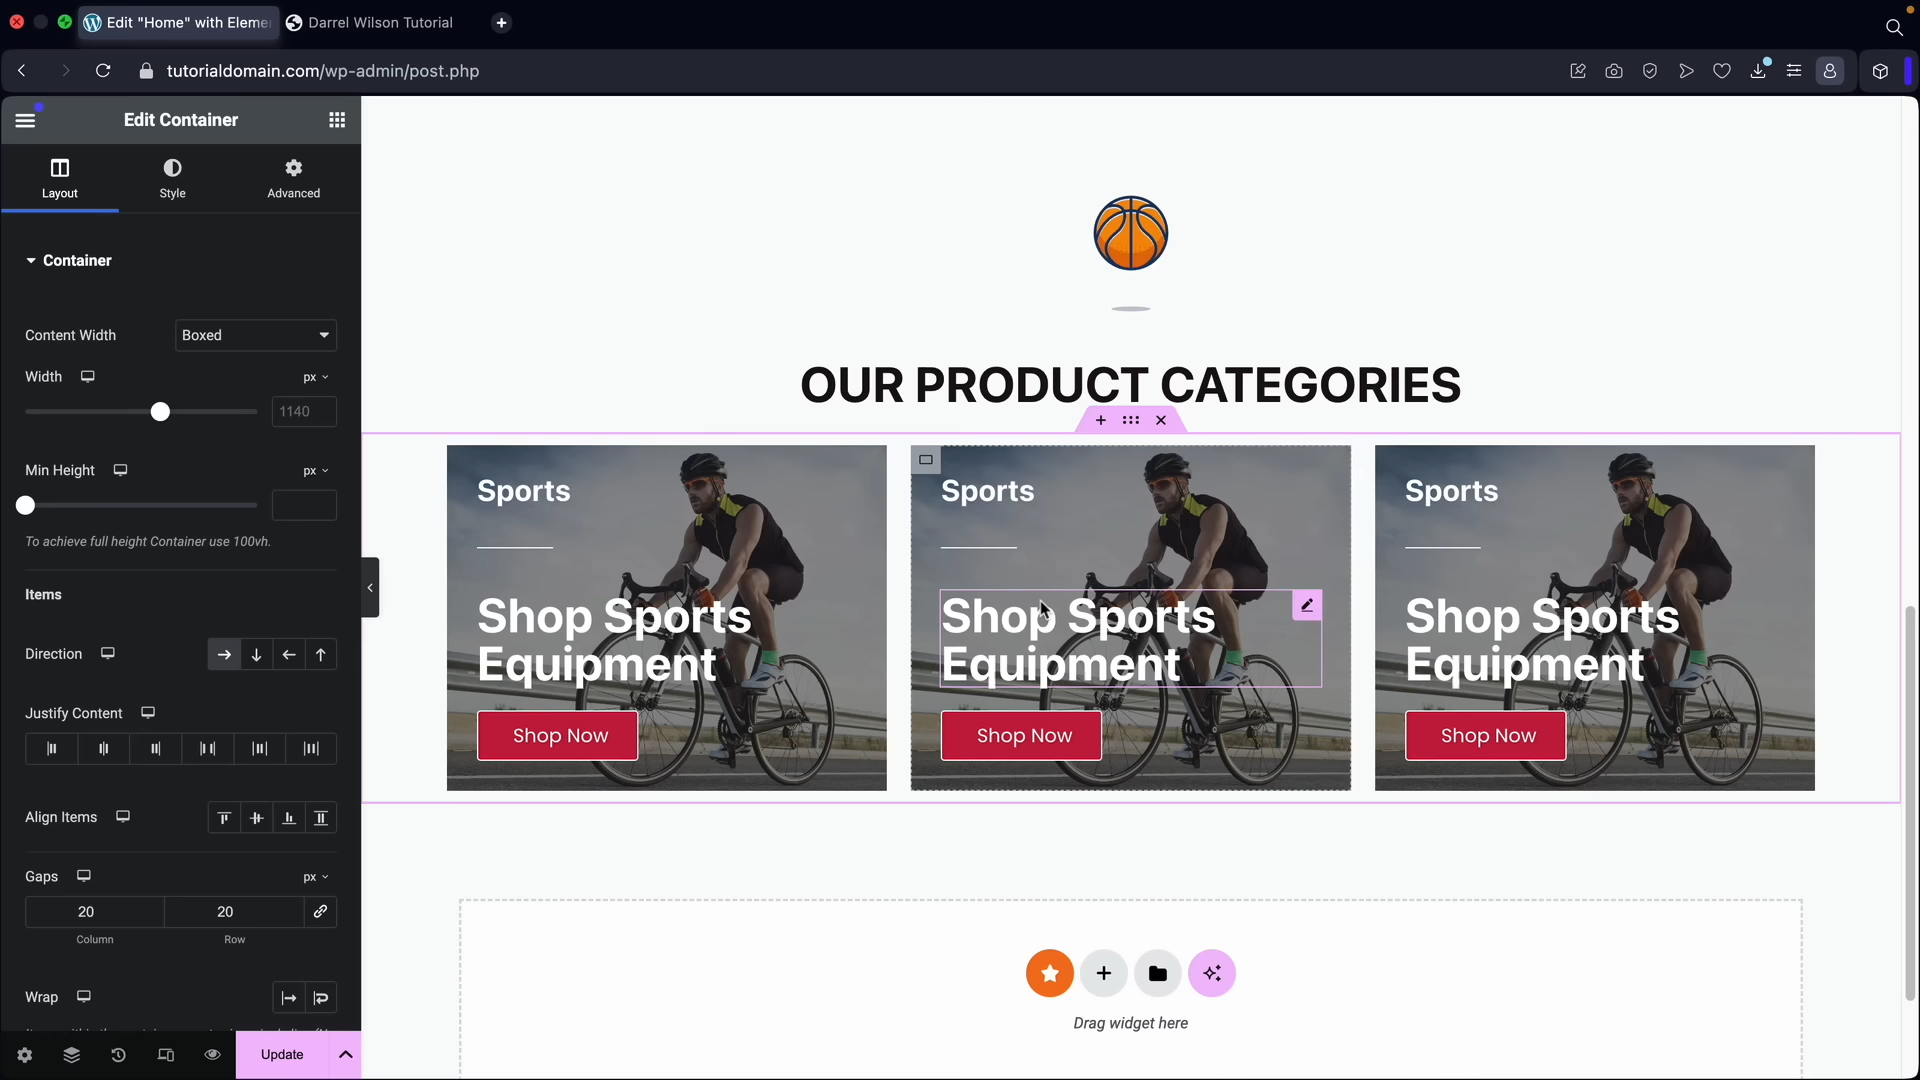 Edit "Home" with Eleme
Darrel Wilson Tutorial
tutorialdomain.com/wp-admin/post.php
Edit Container
Layout
Style
Advanced
Container
Content Width
Boxed
Width
px
1140
Min Height
px
To achieve full height Container use 100vh.
Items
Direction
Justify Content
Align Items
Gaps
px
20
20
Column
Row
Wrap
Update
OUR PRODUCT CATEGORIES
Sports
Shop Sports
Equipment
Shop Now
Sports
Shop Sports
Equipment
Shop Now
Sports
Shop Sports
Equipment
Shop Now
Drag widget here